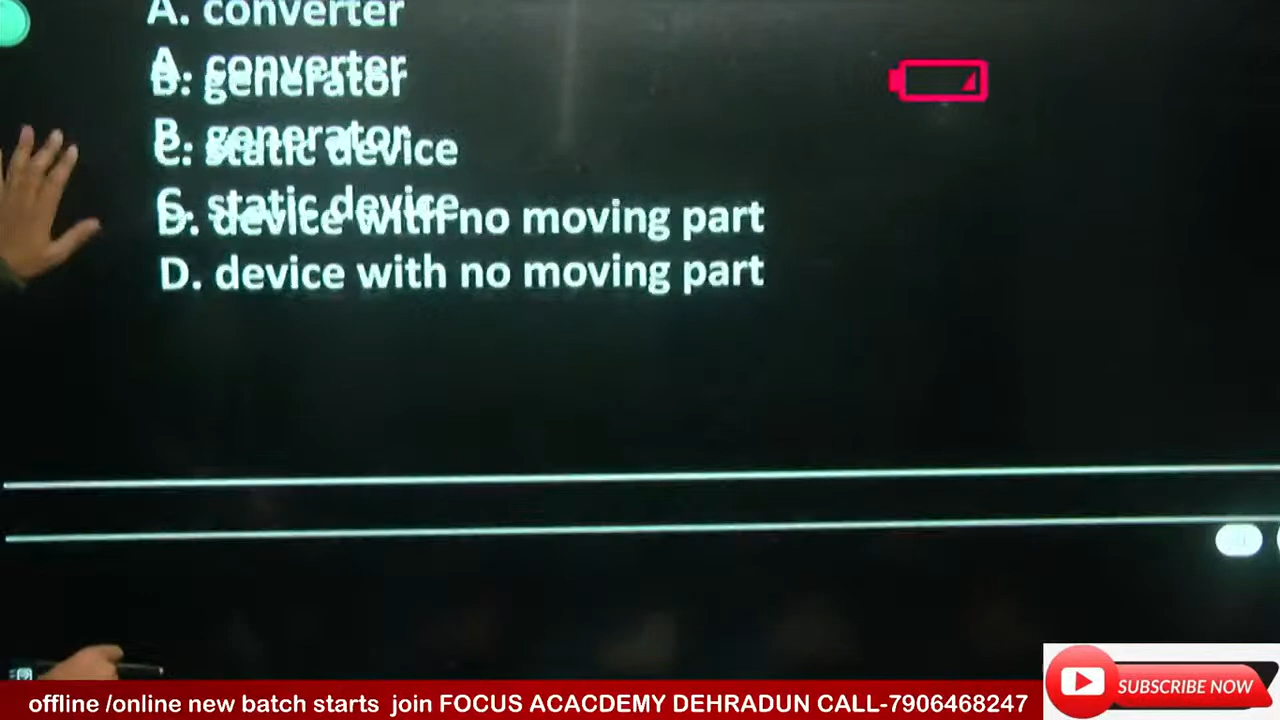 A. converter
A. converter
B. generator
B. generator
C. static device
C. static device
D. device with no moving part
D. device with no moving part
offline /online new batch starts join FOCUS ACACDEMY DEHRADUN CALL-7906468247
SUBSCRIBE NOW